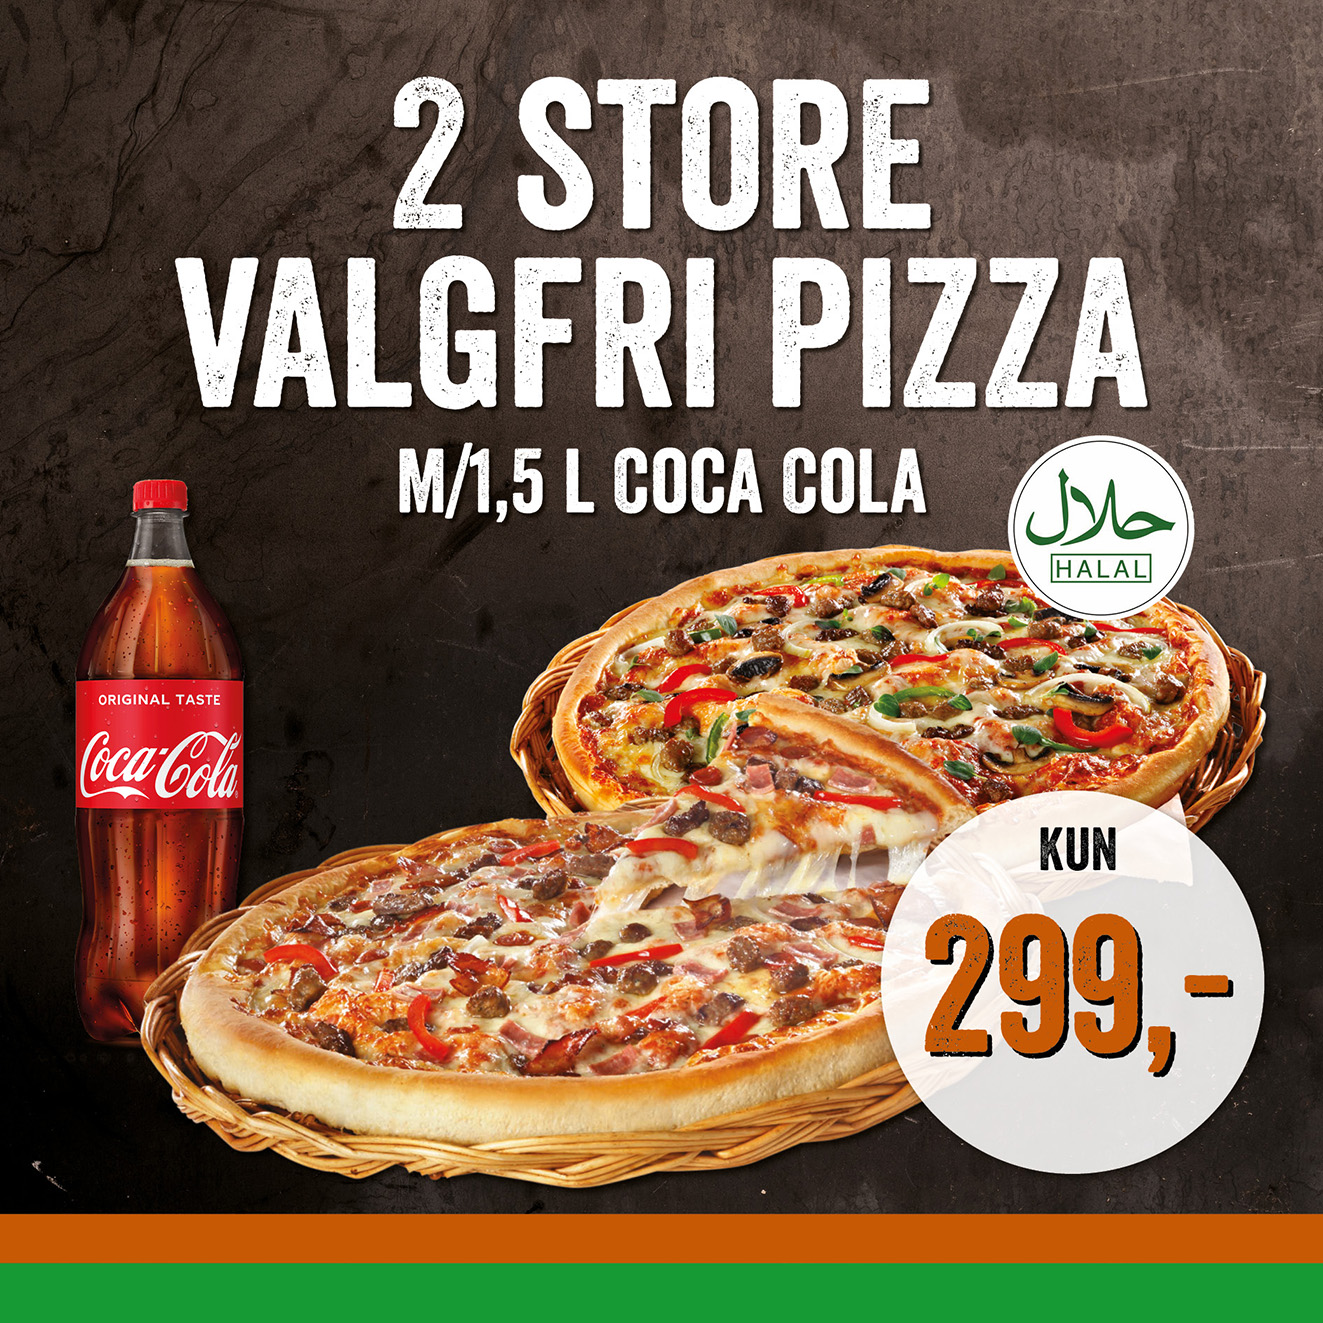 2 STORE
VALGFRI PIZZA
M/1,5 L COCA COLA
حلال
HALAL
ORIGINAL TASTE
Coca-Cola
KUN
299,-